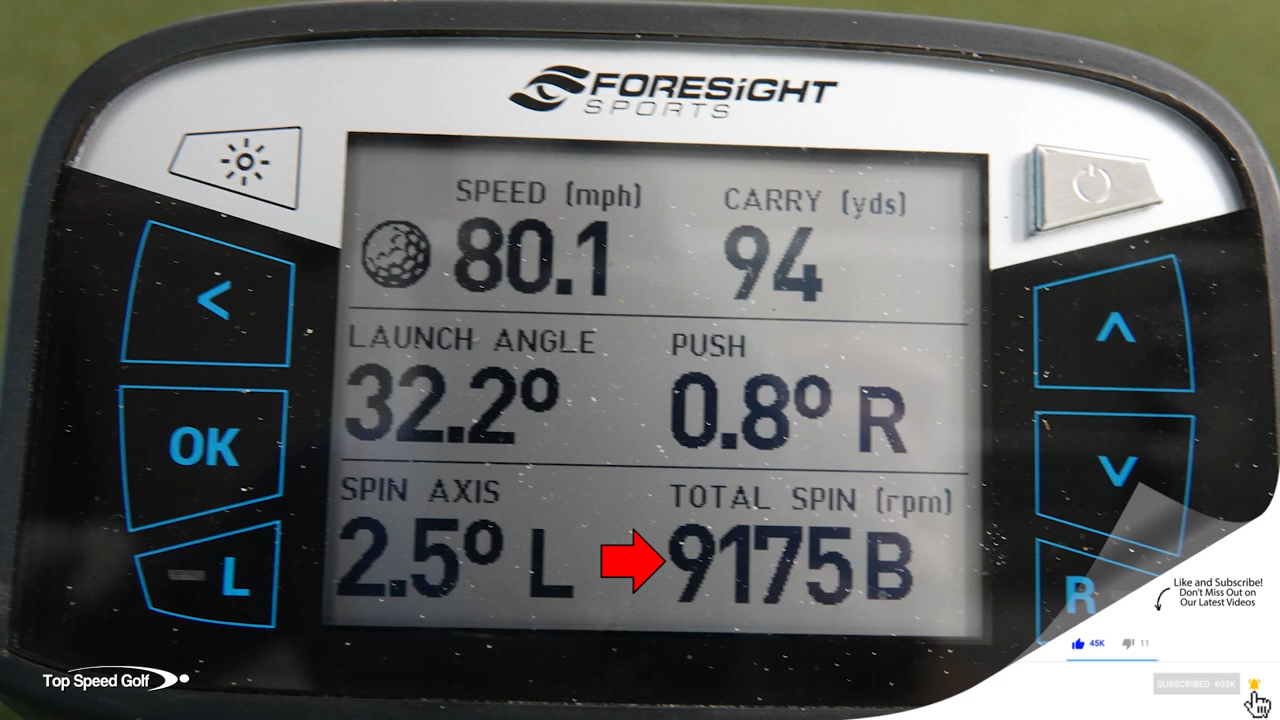 FORESiGHT
SPORTS
SPEED (mph) CARRY (yds)
80.1 94
LAUNCH ANGLE PUSH
32.2º 0.8º R
SPIN AXIS TOTAL SPIN (rpm)
2.5º L 9175B
<
OK
L
R
Like and Subscribe!
Don't Miss Out on
Our Latest Videos
45K 11
SUBSCRIBED 603K
Top Speed Golf